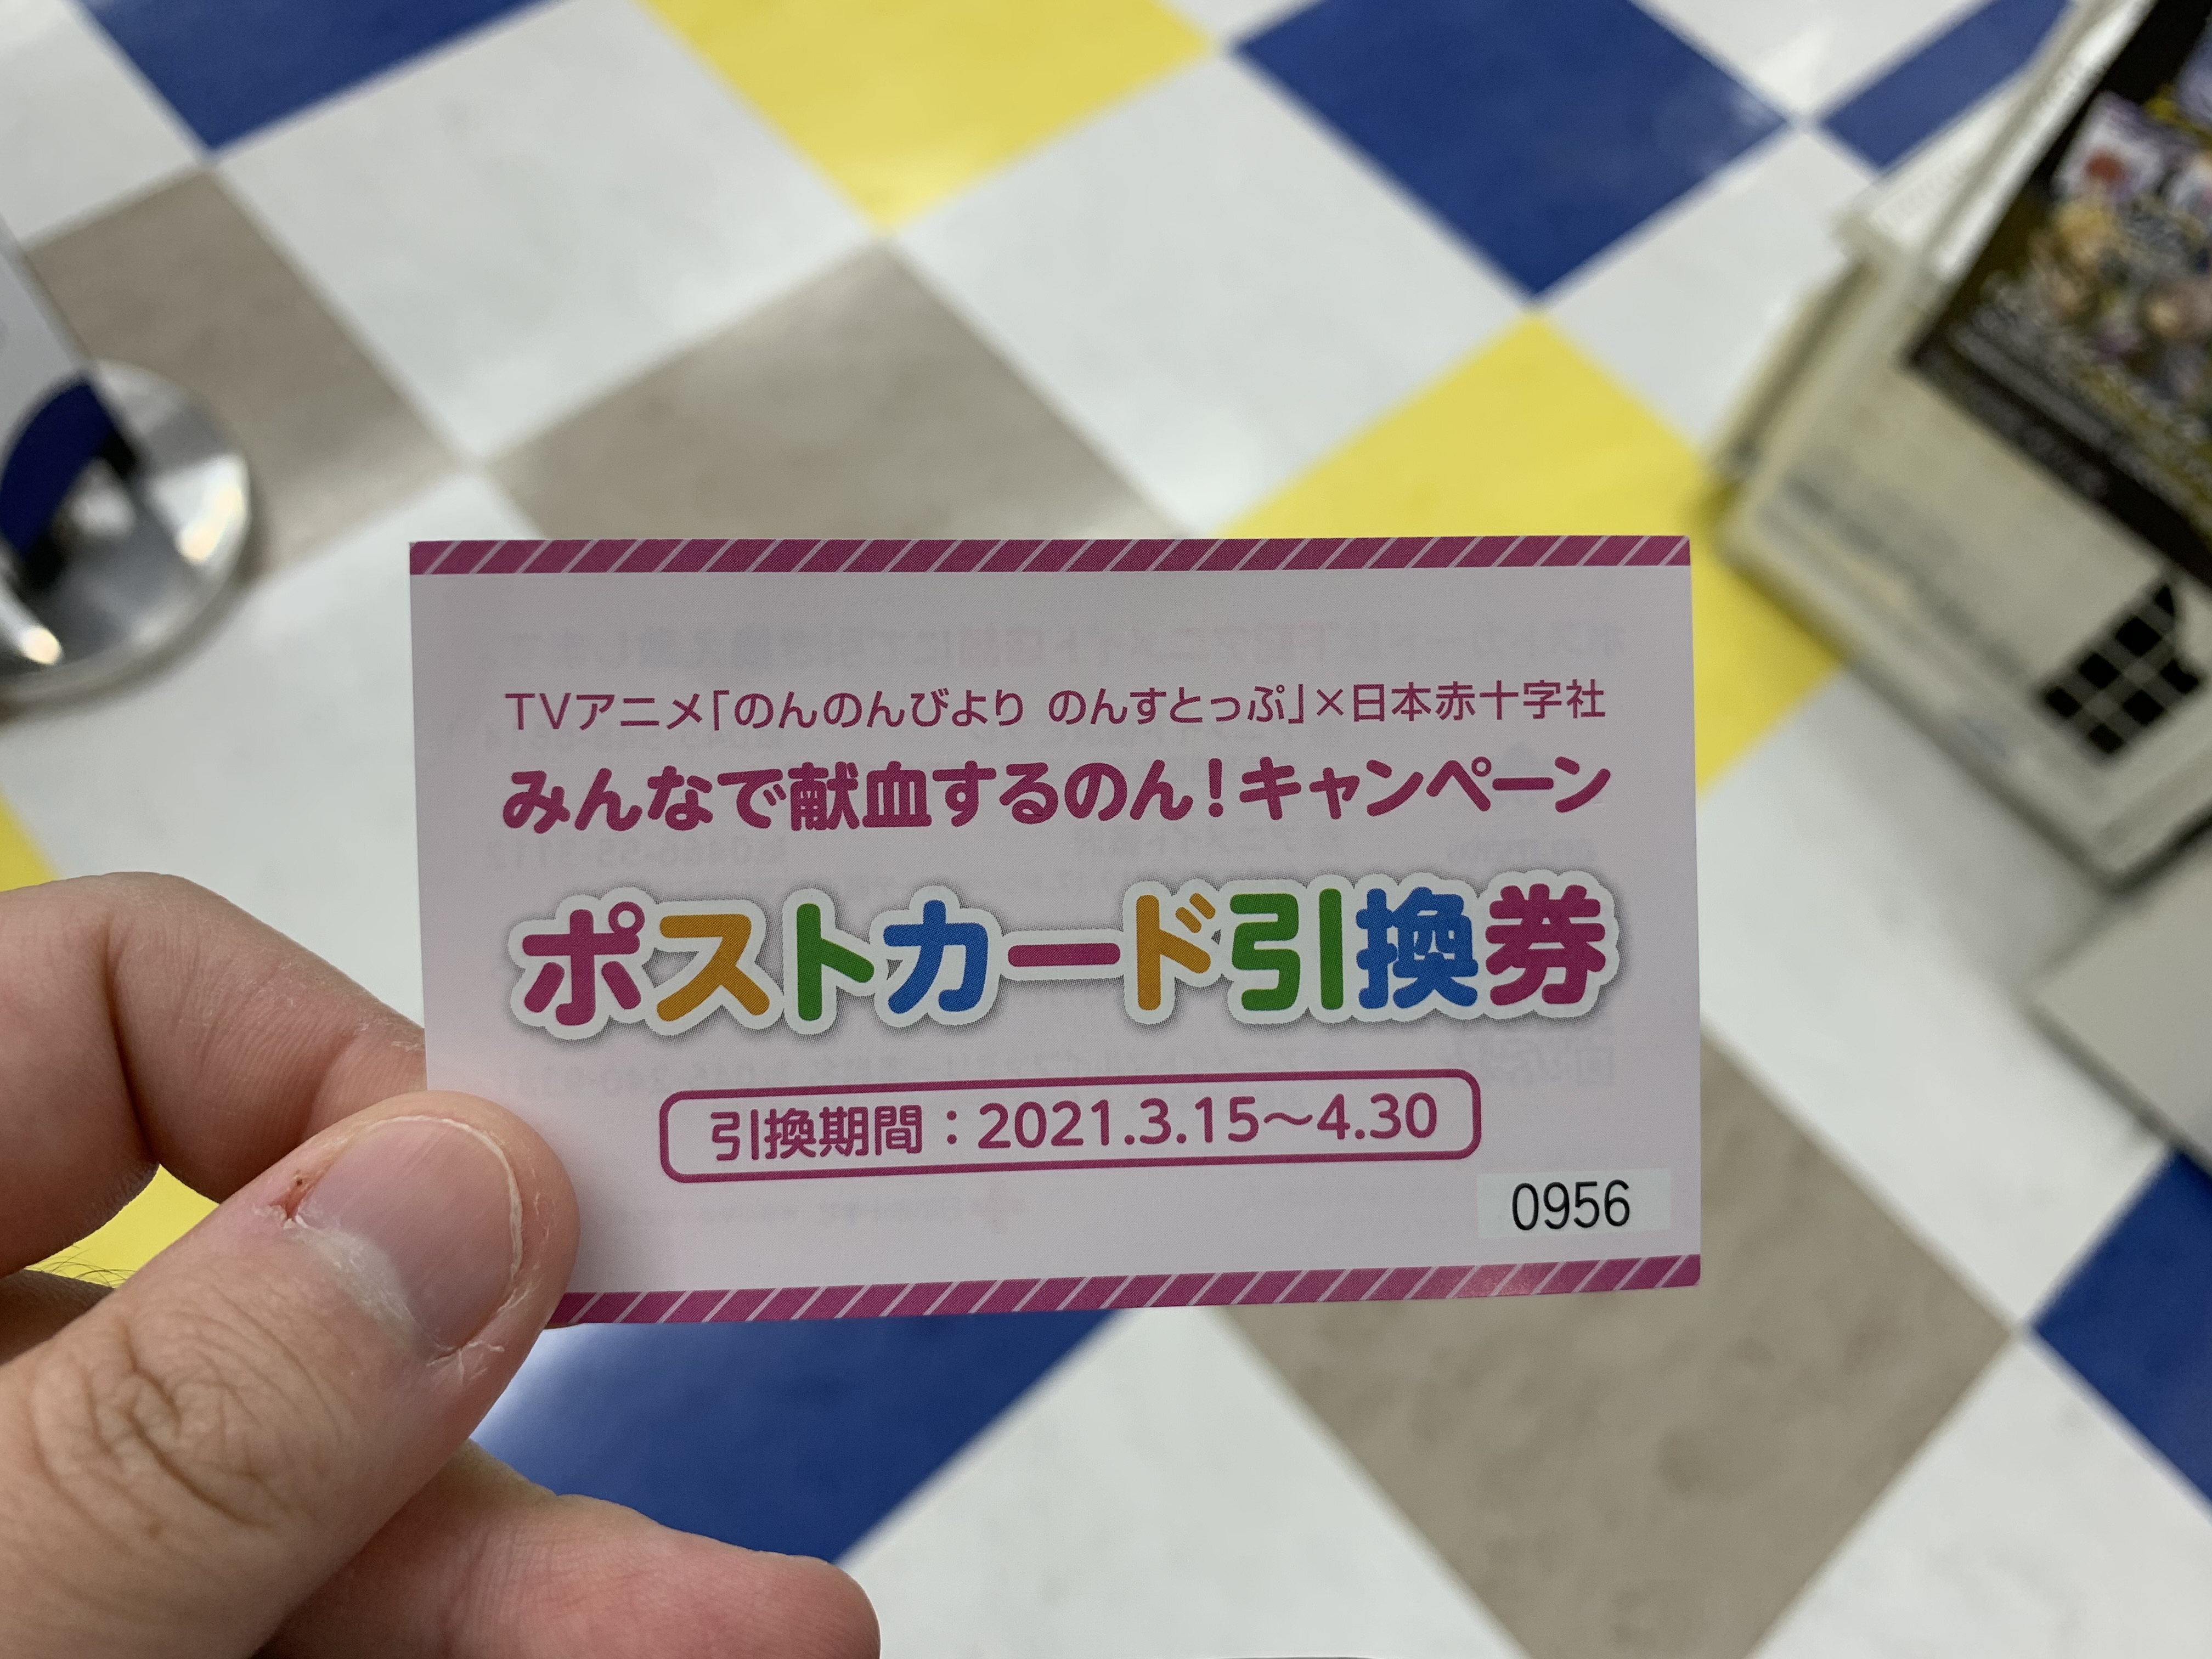 TVアニメ「のんのんびより のんすとっぷ」×日本赤十字社
みんなで献血するのん！キャンペーン
ポストカード引換券
引換期間：2021.3.15～4.30
0956